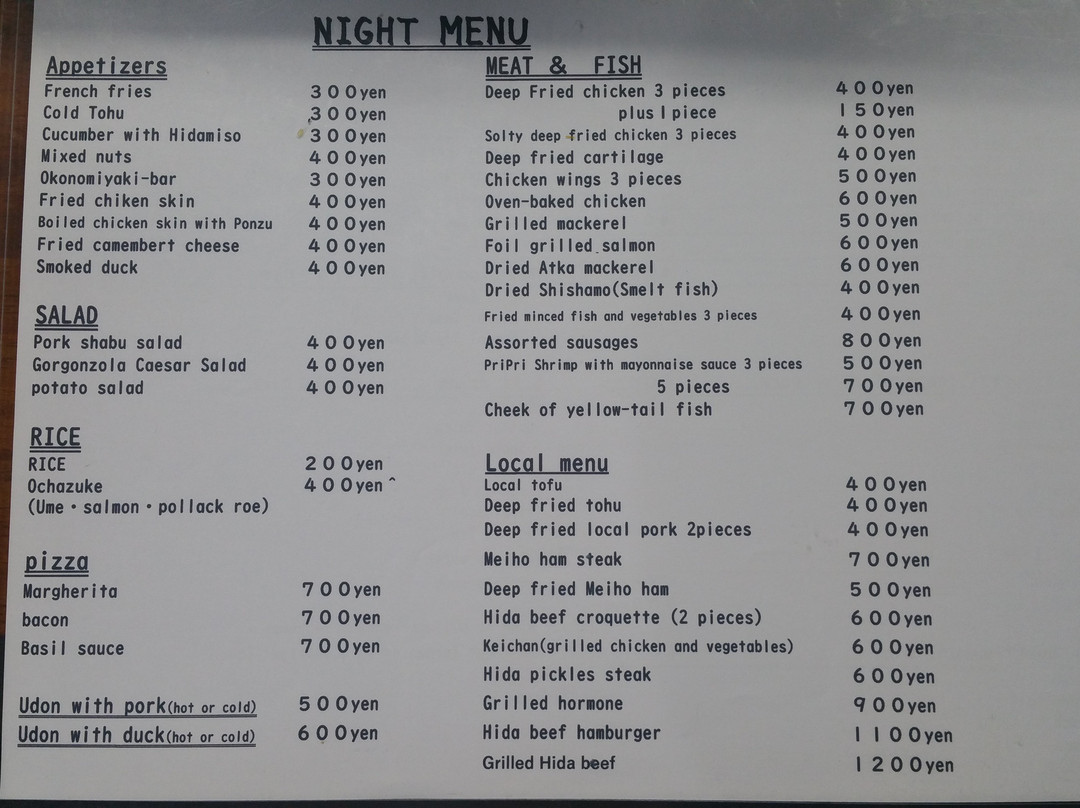 NIGHT MENU
Appetizers
French fries 300yen
Cold Tohu 300yen
Cucumber with Hidamiso 300yen
Mixed nuts 400yen
Okonomiyaki-bar 300yen
Fried chiken skin 400yen
Boiled chicken skin with Ponzu 400yen
Fried camembert cheese 400yen
Smoked duck 400yen
SALAD
Pork shabu salad 400yen
Gorgonzola Caesar Salad 400yen
potato salad 400yen
RICE
RICE 200yen
Ochazuke 400yen
(Ume・salmon・pollack roe)
pizza
Margherita 700yen
bacon 700yen
Basil sauce 700yen
Udon with pork(hot or cold) 500yen
Udon with duck(hot or cold) 600yen
MEAT & FISH
Deep Fried chicken 3 pieces 400yen
plus 1 piece 150yen
Solty deep fried chicken 3 pieces 400yen
Deep fried cartilage 400yen
Chicken wings 3 pieces 500yen
Oven-baked chicken 600yen
Grilled mackerel 500yen
Foil grilled salmon 600yen
Dried Atka mackerel 600yen
Dried Shishamo(Smelt fish) 400yen
Fried minced fish and vegetables 3 pieces 400yen
Assorted sausages 800yen
PriPri Shrimp with mayonnaise sauce 3 pieces 500yen
5 pieces 700yen
Cheek of yellow-tail fish 700yen
Local menu
Local tofu 400yen
Deep fried tohu 400yen
Deep fried local pork 2pieces 400yen
Meiho ham steak 700yen
Deep fried Meiho ham 500yen
Hida beef croquette (2 pieces) 600yen
Keichan(grilled chicken and vegetables) 600yen
Hida pickles steak 600yen
Grilled hormone 900yen
Hida beef hamburger 1100yen
Grilled Hida beef 1200yen